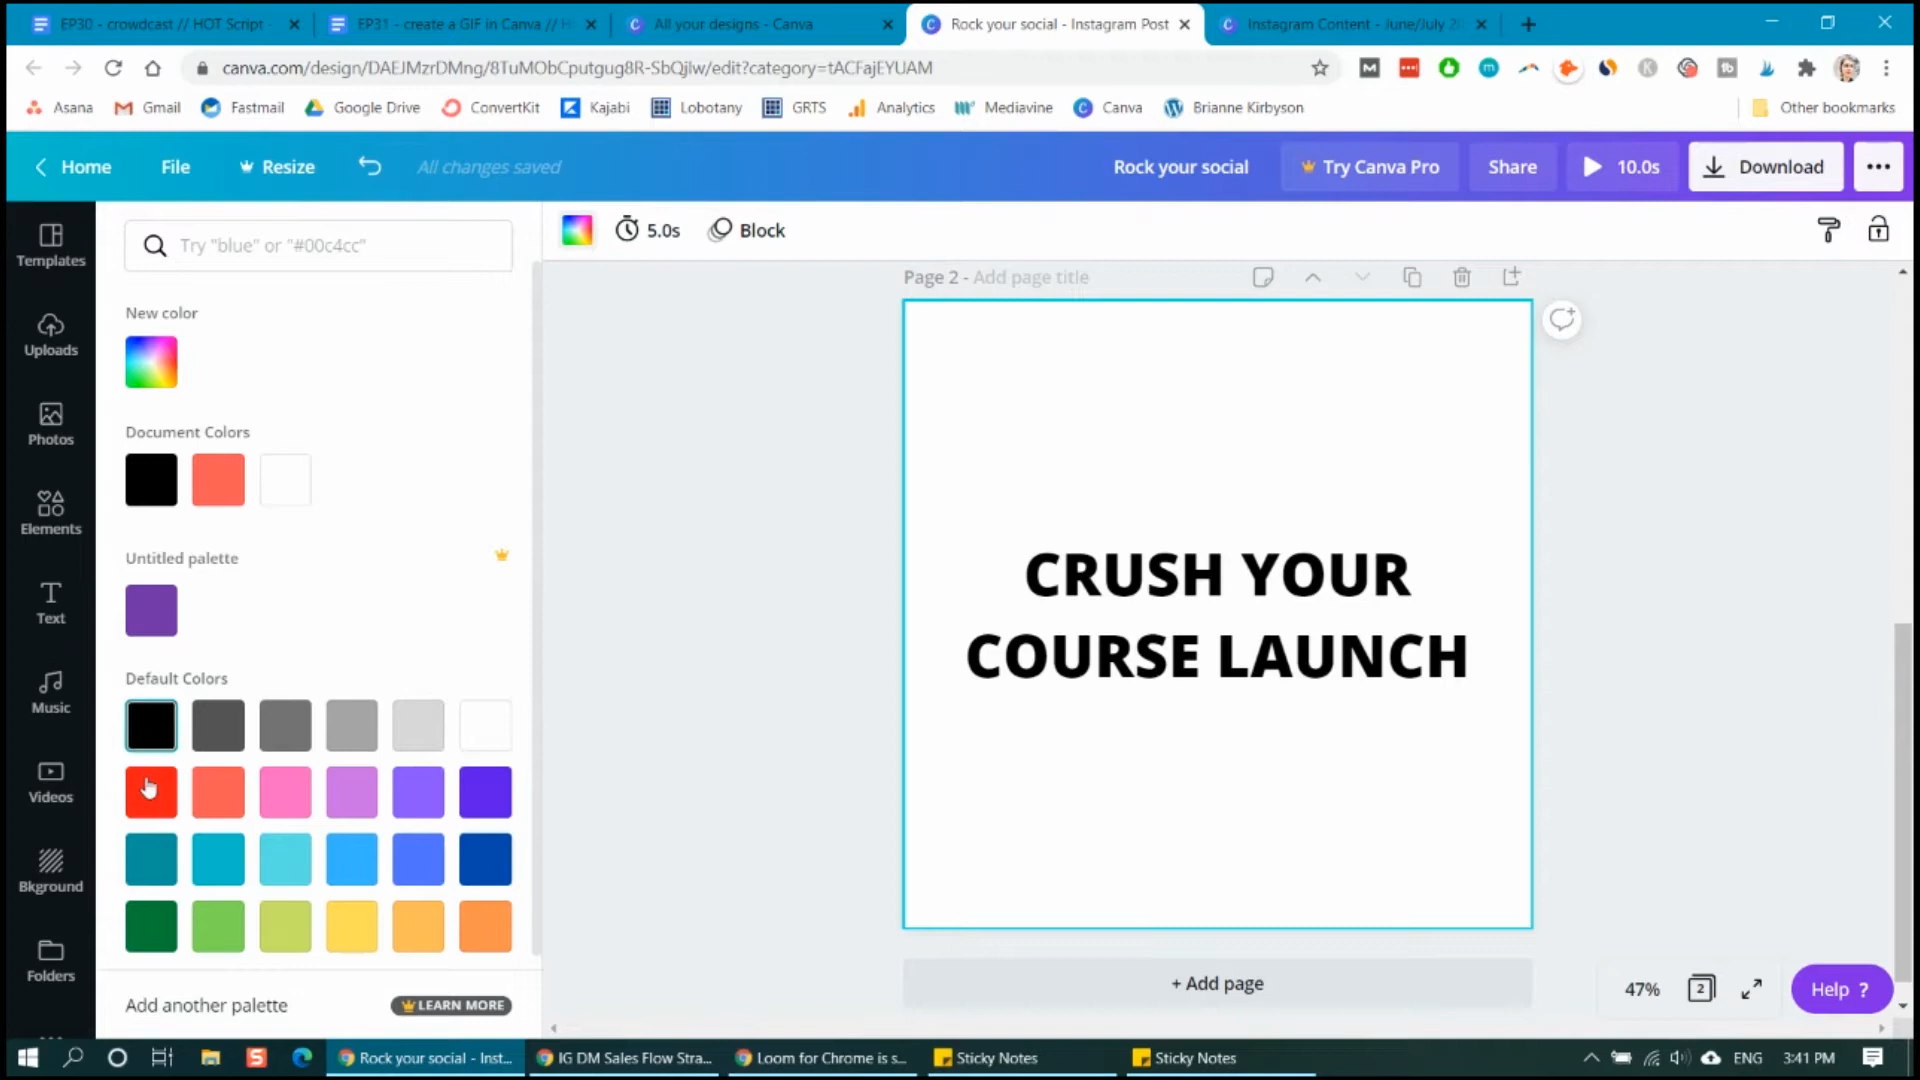 EP30 - crowdcast // HOT Script
EP31 - create a GIF in Canva // H
All your designs - Canva
Rock your social - Instagram Post
Instagram Content - June/July 2
canva.com/design/DAEJMzrDMng/8TuMObCputgug8R-SbQjlw/edit?category=tACFajEYUAM
Asana
Gmail
Fastmail
Google Drive
ConvertKit
Kajabi
Lobotany
GRTS
Analytics
Mediavine
Canva
Brianne Kirbyson
Other bookmarks
Home
File
Resize
All changes saved
Rock your social
Try Canva Pro
Share
10.0s
Download
Templates
Uploads
Photos
Elements
Text
Music
Videos
Bkground
Folders
Try "blue" or "#00c4cc"
New color
Document Colors
Untitled palette
Default Colors
Add another palette
LEARN MORE
5.0s
Block
Page 2 - Add page title
CRUSH YOUR
COURSE LAUNCH
+ Add page
47%
2
Help ?
Rock your social - Inst...
IG DM Sales Flow Stra...
Loom for Chrome is s...
Sticky Notes
Sticky Notes
ENG
3:41 PM